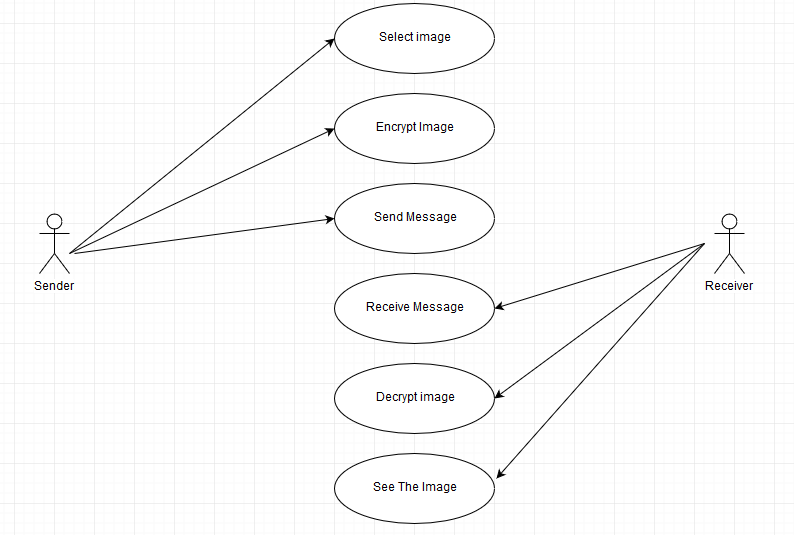 Select image
Encrypt Image
Send Message
Sender
Receiver
Receive Message
Decrypt image
See The Image